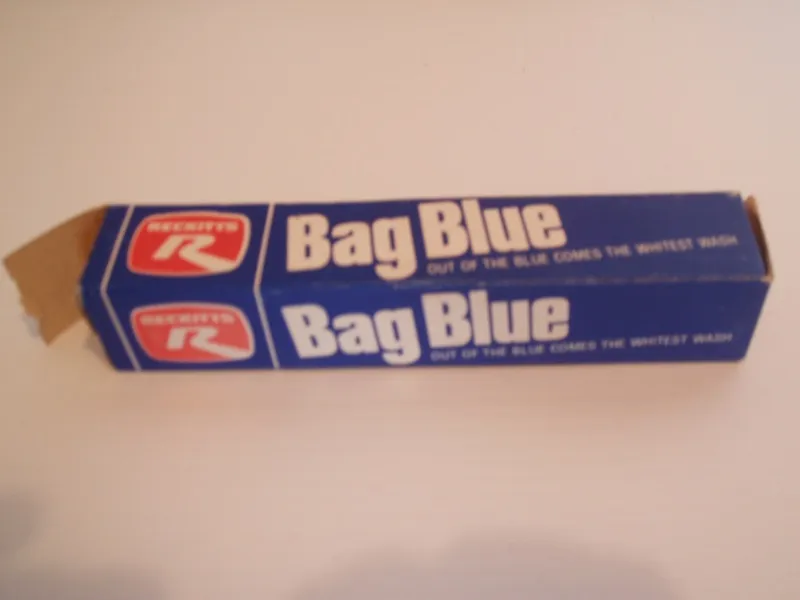 RECKITTS
R
Bag Blue
OUT OF THE BLUE COMES THE WHITEST WASH
RECKITTS
R
Bag Blue
OUT OF THE BLUE COMES THE WHITEST WASH